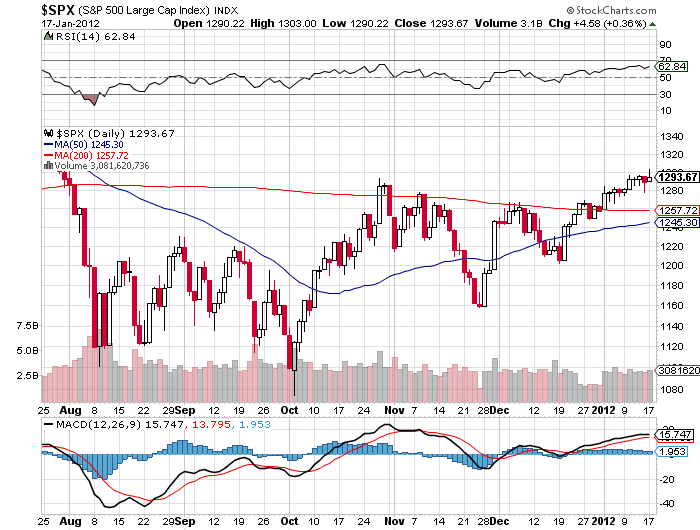 $SPX (S&P 500 Large Cap Index) INDX © StockCharts.com
17-Jan-2012 Open 1290.22 High 1303.00 Low 1290.22 Close 1293.67 Volume 3.1B Chg +4.58 (+0.36%)
RSI(14) 62.84
90
70
62.84
50
30
10
$SPX (Daily) 1293.67
MA(50) 1245.30
MA(200) 1257.72
Volume 3,081,620,736
1340
1320
1293.67
1280
1257.72
1245.30
1240
1220
1200
1180
1160
1140
1120
1100
1080
7.5B
5.0B
2.5B
3081620
25 Aug 8 15 22 29 Sep 12 19 26 Oct 10 17 24 Nov 7 14 21 28 Dec 12 19 27 2012 9 17
MACD(12,26,9) 15.747, 13.795, 1.953
20
15.747
1.953
-20
-40
25 Aug 8 15 22 29 Sep 12 19 26 Oct 10 17 24 Nov 7 14 21 28 Dec 12 19 27 2012 9 17